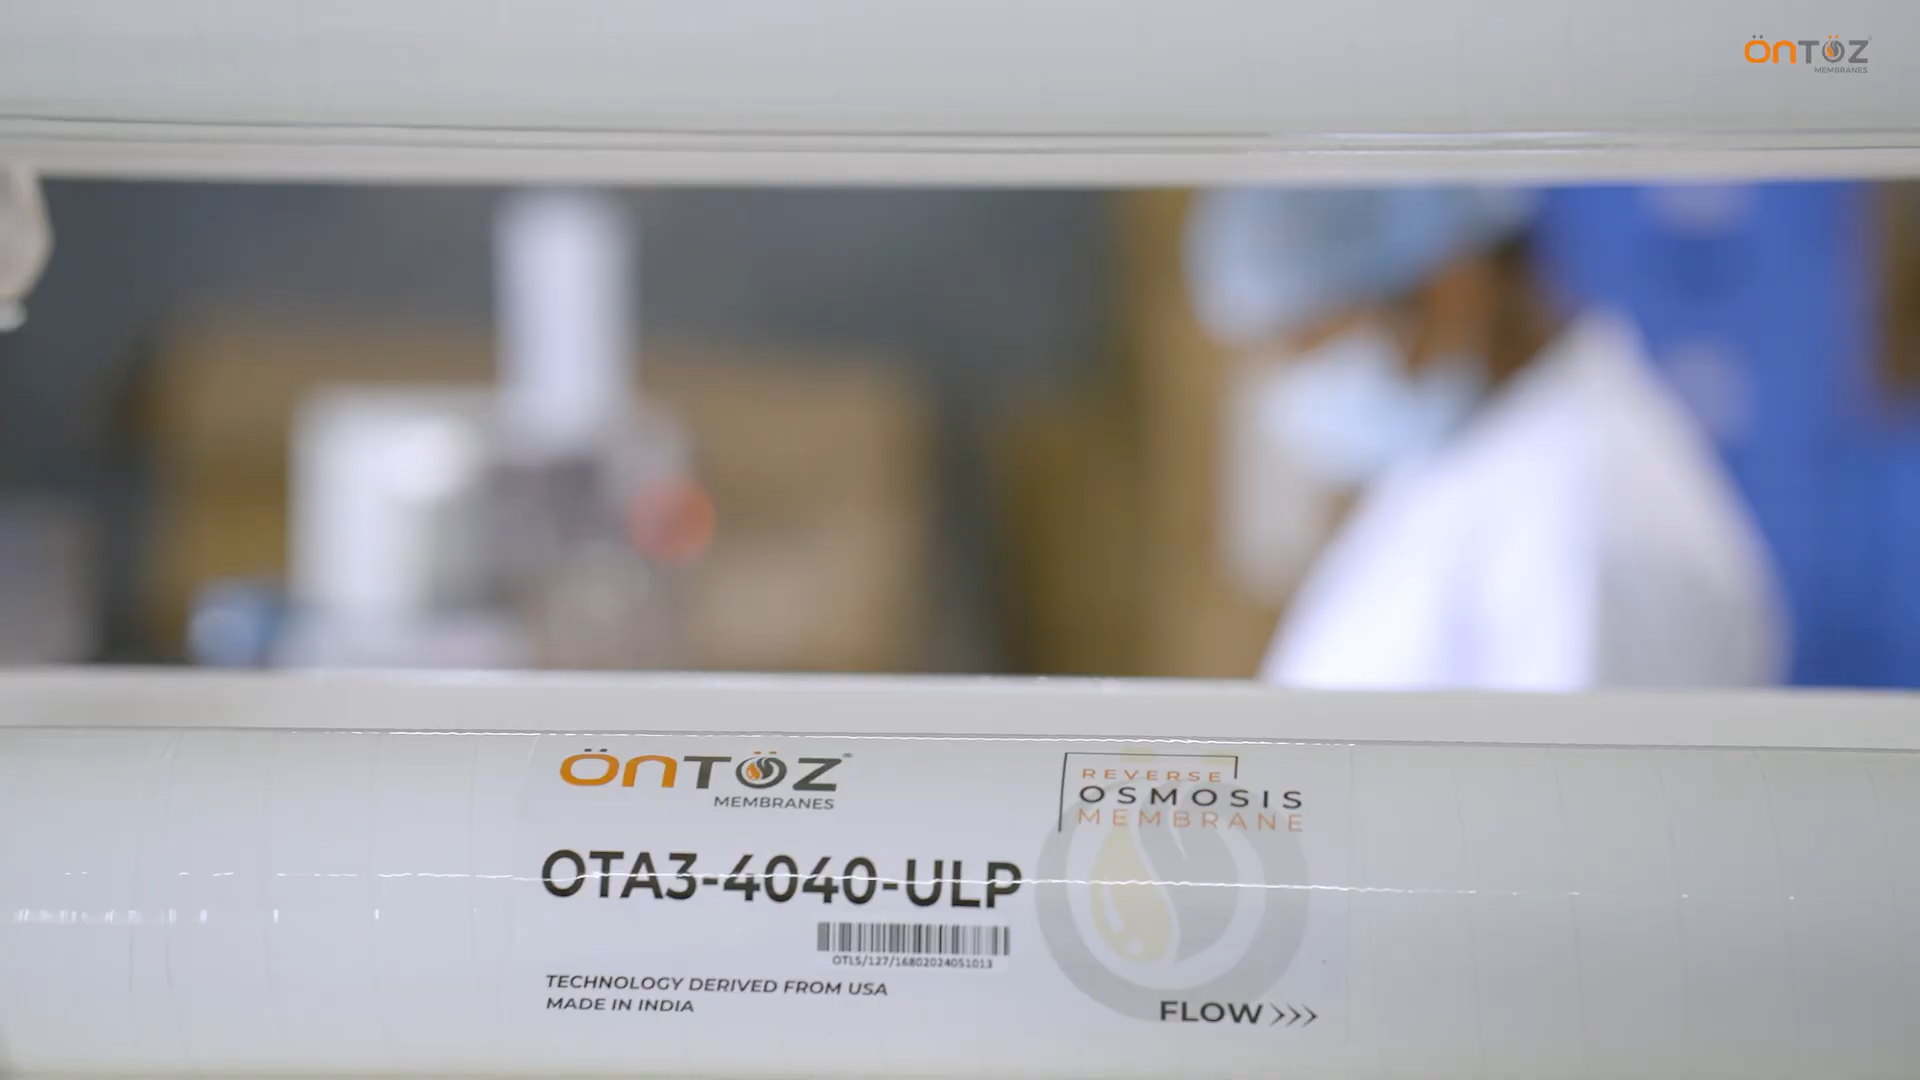 ÖNTÖZ
MEMBRANES
ÖNTÖZ®
MEMBRANES
REVERSE
OSMOSIS
MEMBRANE
OTA3-4040-ULP
OTLS/127/16802024051013
TECHNOLOGY DERIVED FROM USA
MADE IN INDIA
FLOW >>>